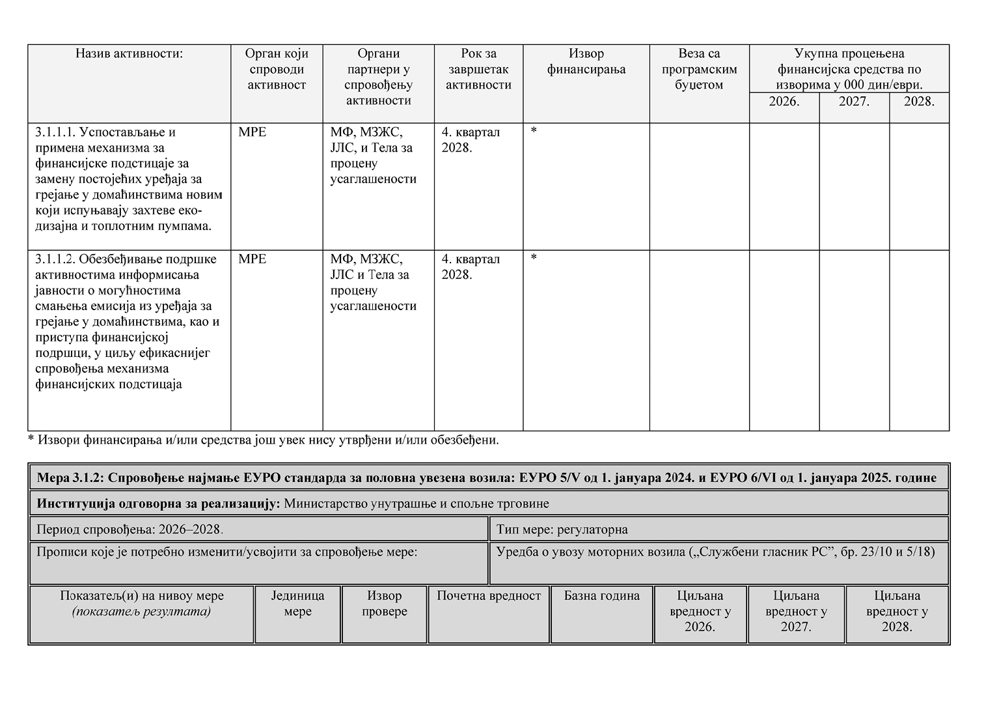 Назив активности:
Орган који
спроводи
активност
Органи
партнери у
спровођењу
активности
Рок за
завршетак
активности
Извор
финансирања
Веза са
програмским
буџетом
Укупна процењена
финансијска средства по
изворима у 000 дин/еври.
2026.
2027.
2028.
3.1.1.1. Успостављање и
примена механизма за
финансијске подстицаје за
замену постојећих уређаја за
грејање у домаћинствима новим
који испуњавају захтеве еко-
дизајна и топлотним пумпама.
МРЕ
МФ, МЗЖС,
ЈЛС, и Тела за
процену
усаглашености
4. квартал
2028.
*
3.1.1.2. Обезбеђивање подршке
активностима информисања
јавности о могућностима
смањења емисија из уређаја за
грејање у домаћинствима, као и
приступа финансијској
подршци, у циљу ефикаснијег
спровођења механизма
финансијских подстицаја
МРЕ
МФ, МЗЖС,
ЈЛС и Тела за
процену
усаглашености
4. квартал
2028.
*
* Извори финансирања и/или средства још увек нису утврђени и/или обезбеђени.
Мера 3.1.2: Спровођење најмање ЕУРО стандарда за половна увезена возила: ЕУРО 5/V од 1. јануара 2024. и ЕУРО 6/VI од 1. јануара 2025. године
Институција одговорна за реализацију: Министарство унутрашње и спољне трговине
Период спровођења: 2026–2028.
Тип мере: регулаторна
Прописи које је потребно изменити/усвојити за спровођење мере:
Уредба о увозу моторних возила („Службени гласник РС”, бр. 23/10 и 5/18)
Показатељ(и) на нивоу мере
(показатељ резултата)
Јединица
мере
Извор
провере
Почетна вредност
Базна година
Циљана
вредност у
2026.
Циљана
вредност у
2027.
Циљана
вредност у
2028.